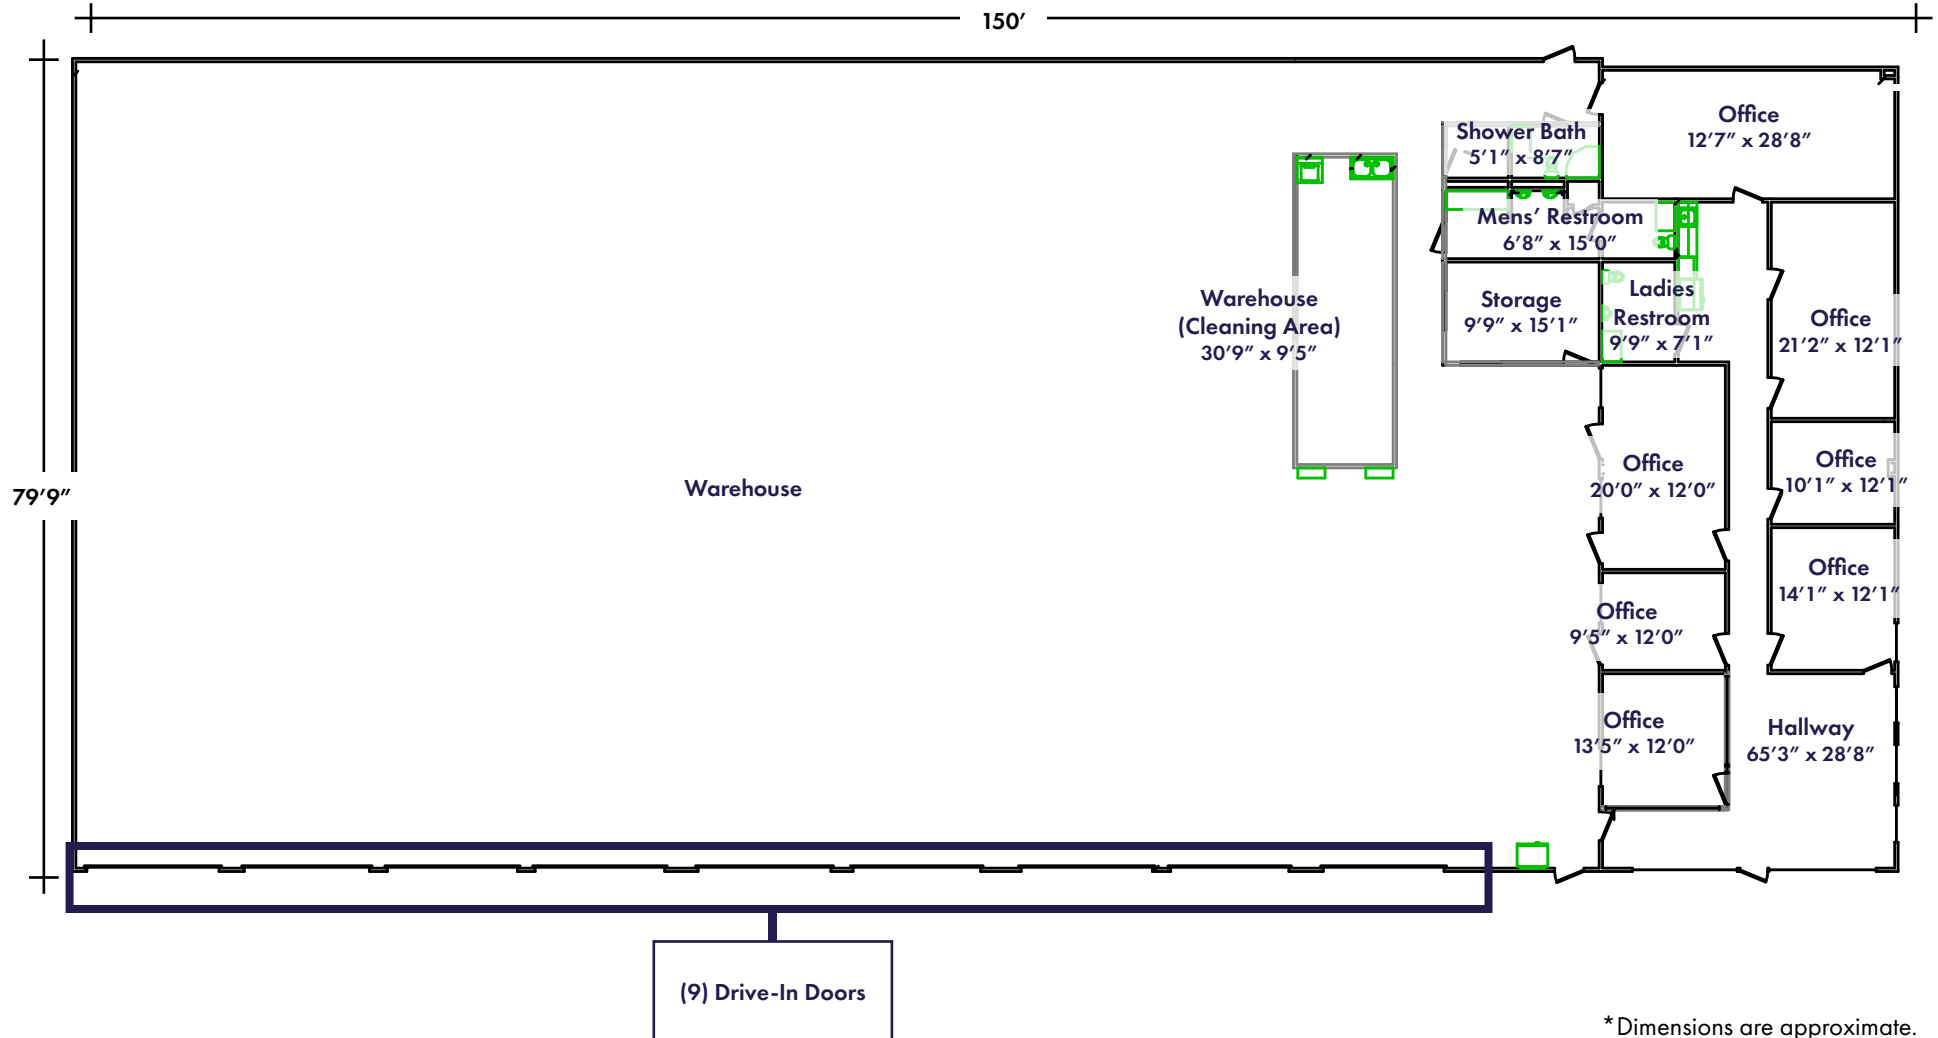 150’
79’9”
Office
12’7” x 28’8”
Shower Bath
5’1” x 8’7”
Mens’ Restroom
6’8” x 15’0”
Warehouse
(Cleaning Area)
30’9” x 9’5”
Storage
9’9” x 15’1”
Ladies
Restroom
9’9” x 7’1”
Office
21’2” x 12’1”
Warehouse
Office
20’0” x 12’0”
Office
10’1” x 12’1”
Office
14’1” x 12’1”
Office
9’5” x 12’0”
Office
13’5” x 12’0”
Hallway
65’3” x 28’8”
(9) Drive-In Doors
*Dimensions are approximate.